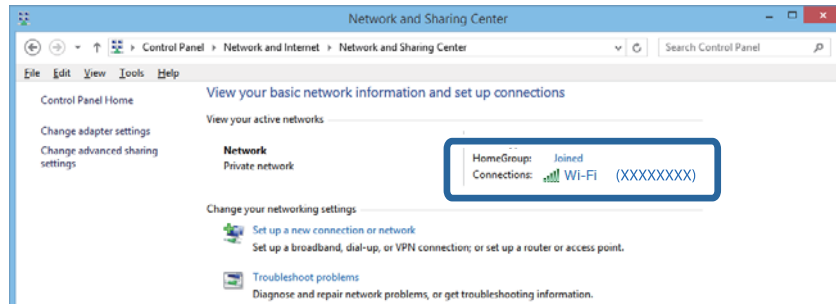 Network and Sharing Center
Control Panel Network and Internet Network and Sharing Center Search Control Panel
File Edit View Tools Help
Control Panel Home
Change adapter settings
Change advanced sharing
settings
View your basic network information and set up connections
View your active networks
Network
Private network
HomeGroup: Joined
Connections: Wi-Fi (XXXXXXXX)
Change your networking settings
Set up a new connection or network
Set up a broadband, dial-up, or VPN connection; or set up a router or access point.
Troubleshoot problems
Diagnose and repair network problems, or get troubleshooting information.